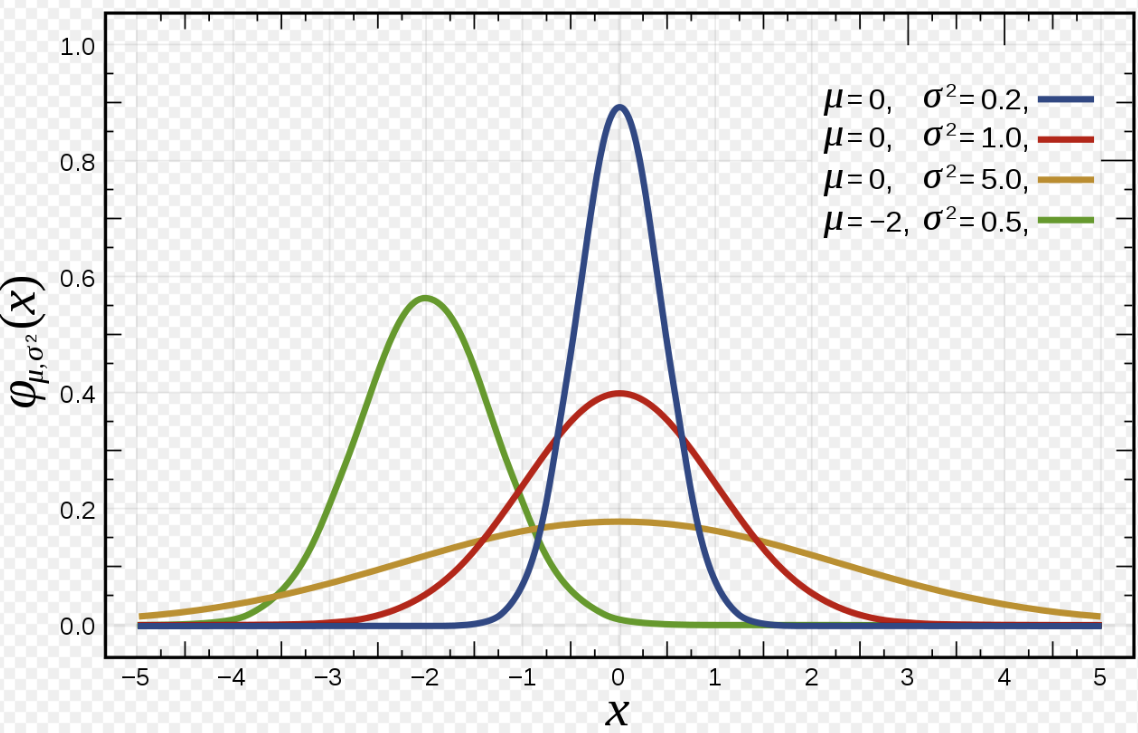 1.0
0.8
0.6
0.4
0.2
0.0
φμ,σ²(x)
μ= 0, σ²= 0.2,
μ= 0, σ²= 1.0,
μ= 0, σ²= 5.0,
μ= −2, σ²= 0.5,
−5 −4 −3 −2 −1 0 1 2 3 4 5
x